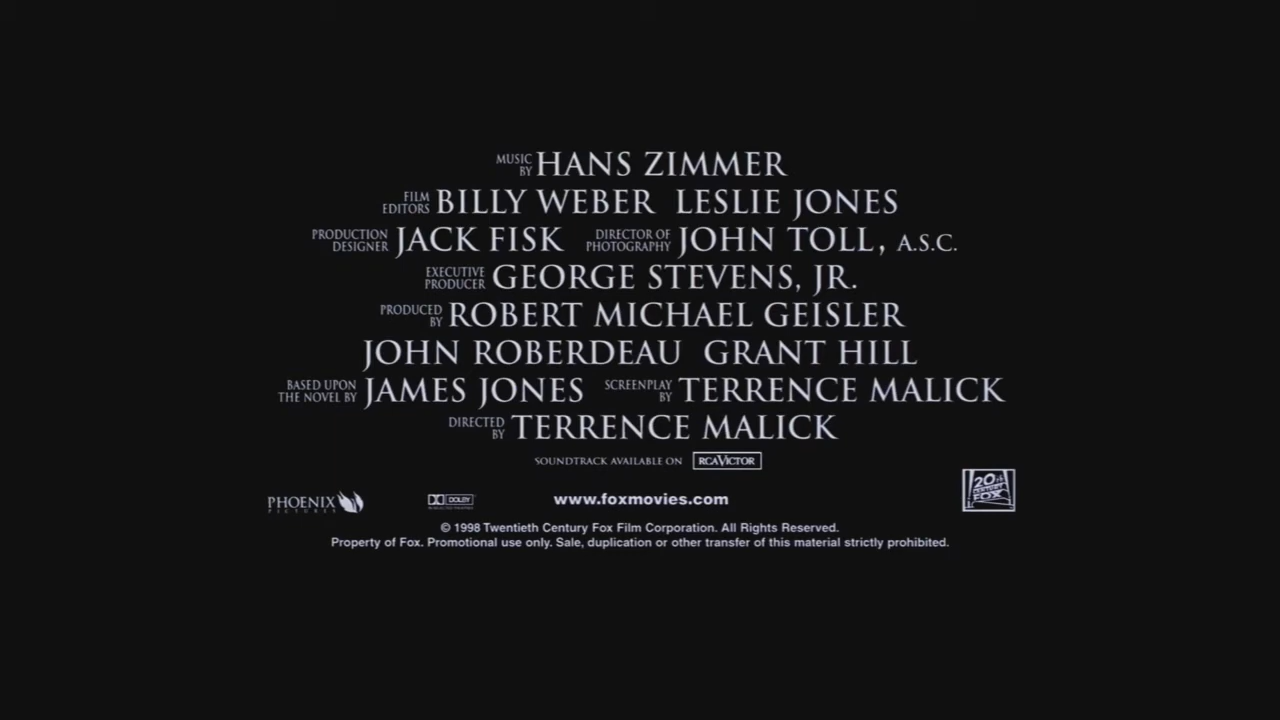 MUSIC BY HANS ZIMMER
FILM EDITORS BILLY WEBER LESLIE JONES
PRODUCTION DESIGNER JACK FISK DIRECTOR OF PHOTOGRAPHY JOHN TOLL, A.S.C.
EXECUTIVE PRODUCER GEORGE STEVENS, JR.
PRODUCED BY ROBERT MICHAEL GEISLER
JOHN ROBERDEAU GRANT HILL
BASED UPON THE NOVEL BY JAMES JONES SCREENPLAY BY TERRENCE MALICK
DIRECTED BY TERRENCE MALICK
SOUNDTRACK AVAILABLE ON RCA VICTOR
PHOENIX PICTURES DOLBY www.foxmovies.com 20th CENTURY FOX
© 1998 Twentieth Century Fox Film Corporation. All Rights Reserved.
Property of Fox. Promotional use only. Sale, duplication or other transfer of this material strictly prohibited.